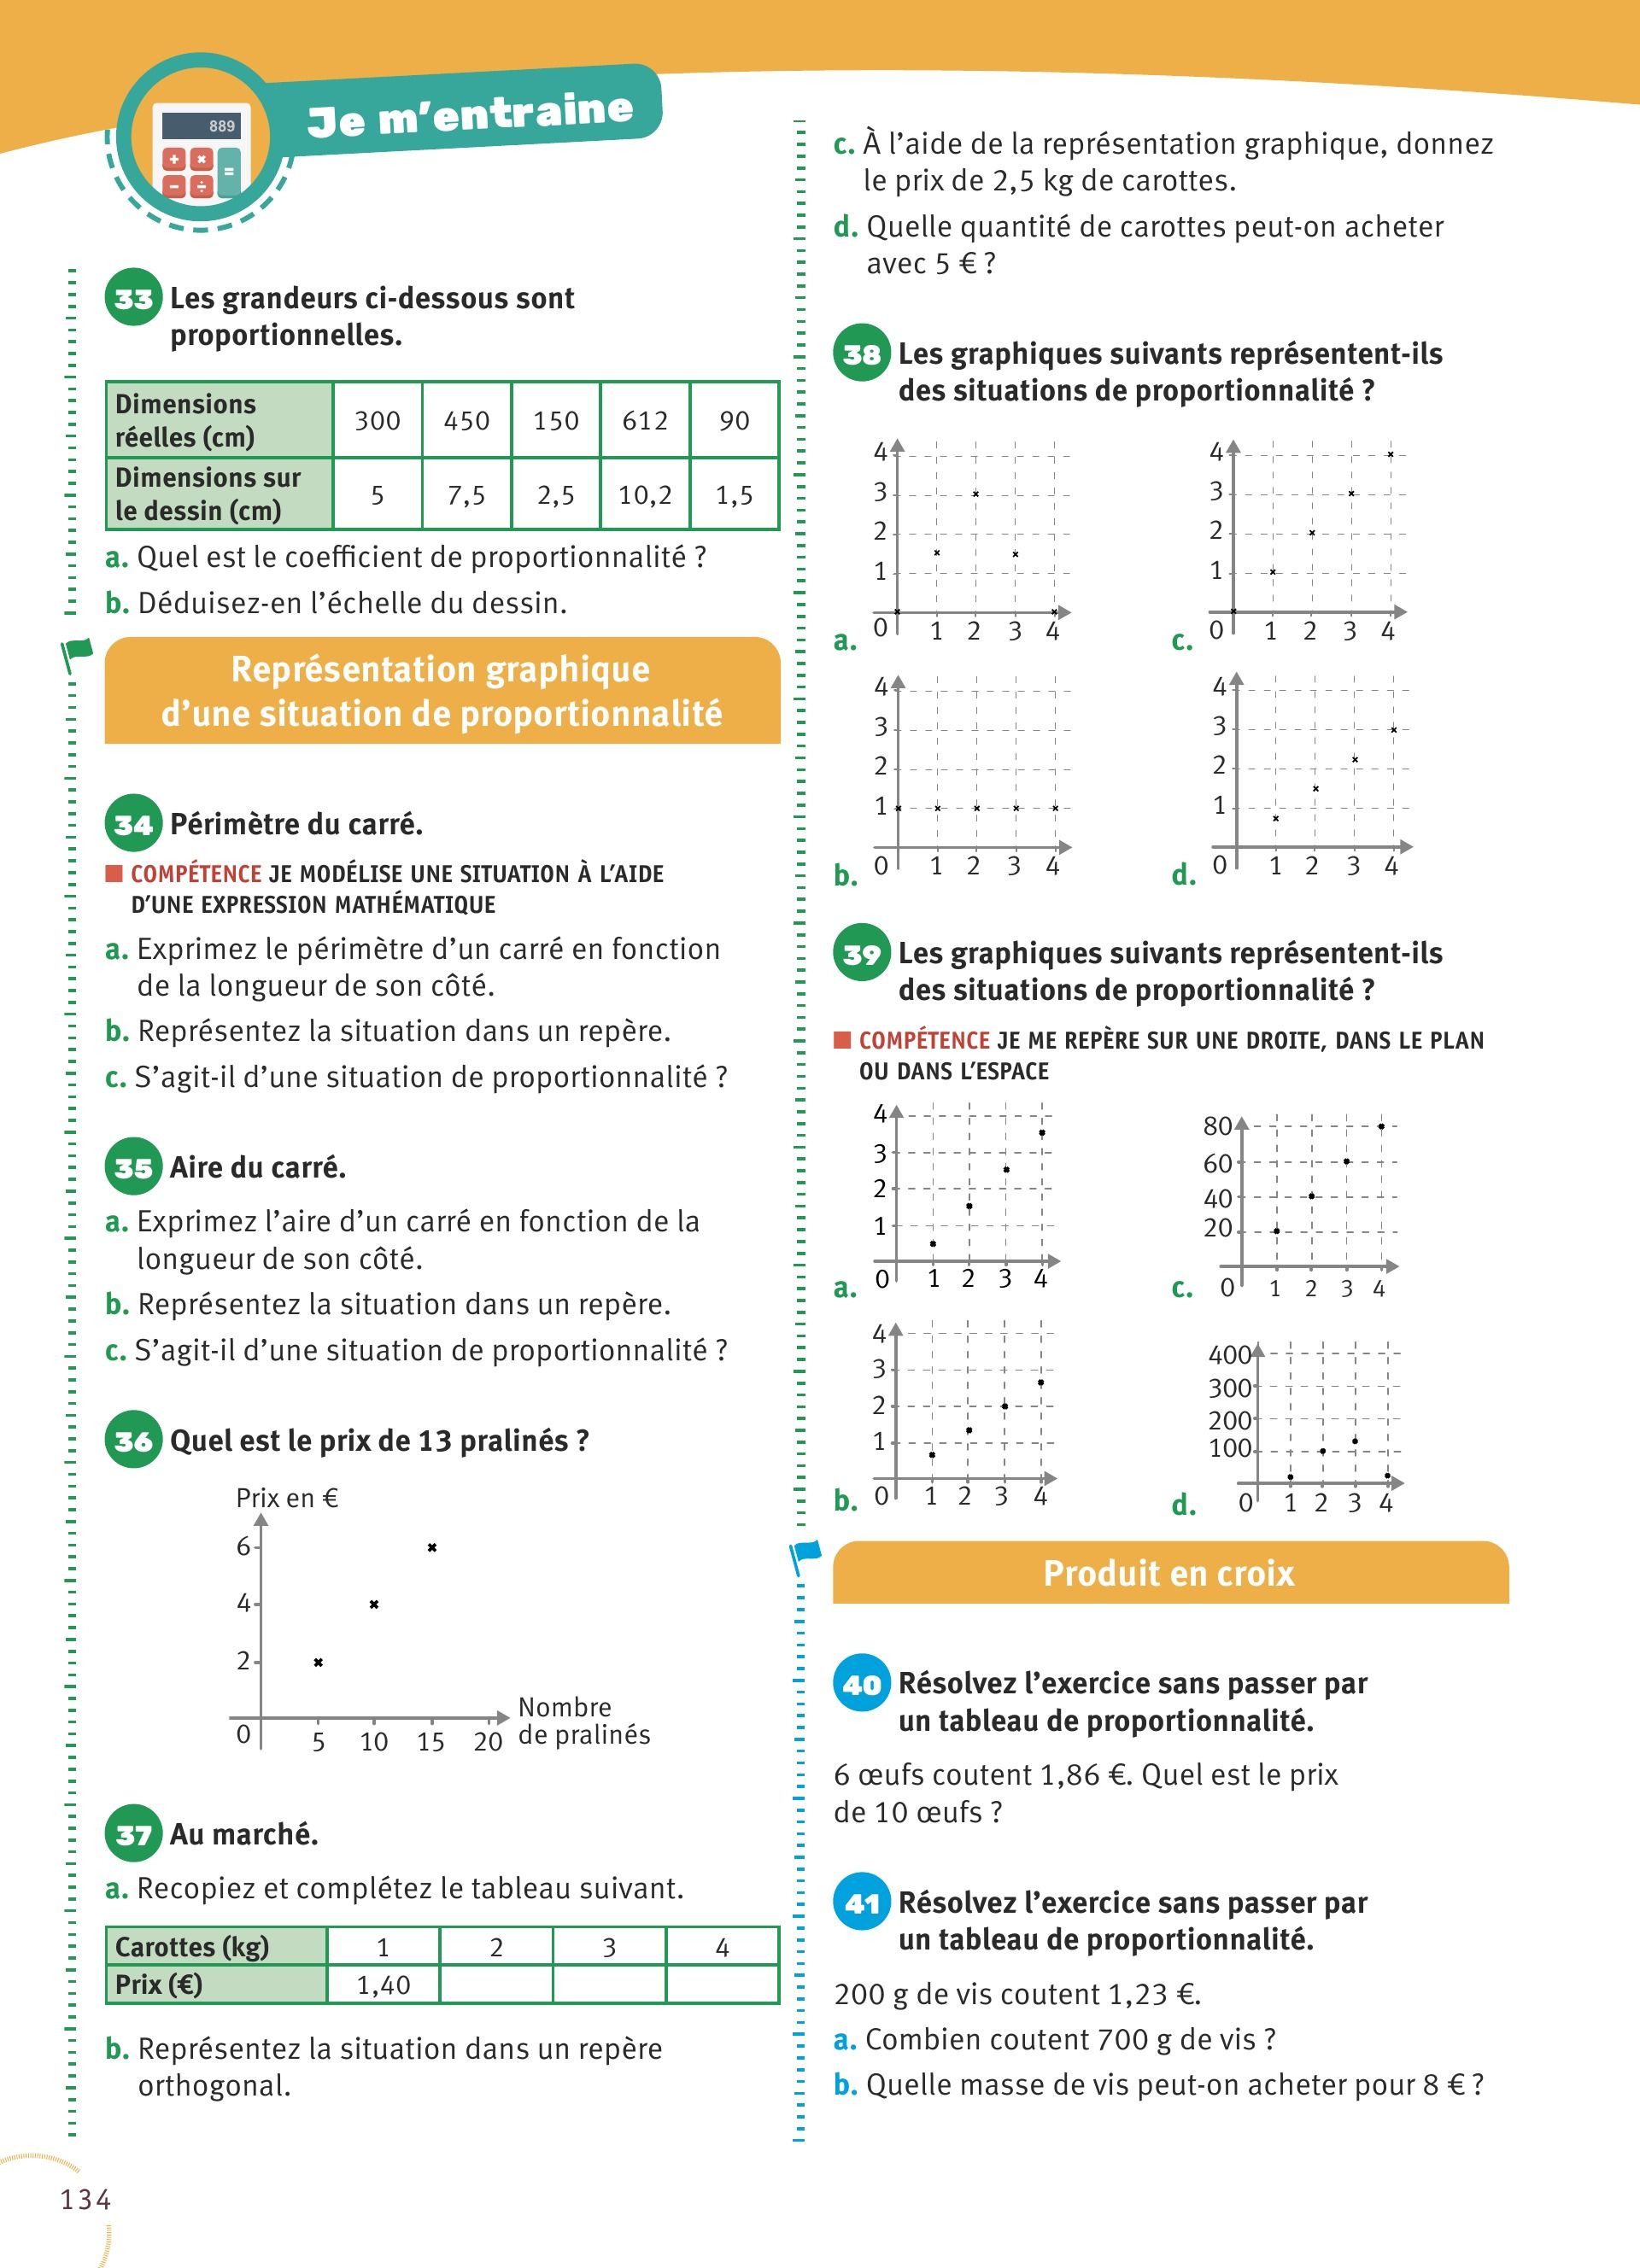 889
Je m’entraine
33 Les grandeurs ci-dessous sont
proportionnelles.
Dimensions
réelles (cm) 300 450 150 612 90
Dimensions sur
le dessin (cm) 5 7,5 2,5 10,2 1,5
a. Quel est le coefficient de proportionnalité ?
b. Déduisez-en l’échelle du dessin.
Représentation graphique
d’une situation de proportionnalité
34 Périmètre du carré.
COMPÉTENCE JE MODÉLISE UNE SITUATION À L’AIDE
D’UNE EXPRESSION MATHÉMATIQUE
a. Exprimez le périmètre d’un carré en fonction
de la longueur de son côté.
b. Représentez la situation dans un repère.
c. S’agit-il d’une situation de proportionnalité ?
35 Aire du carré.
a. Exprimez l’aire d’un carré en fonction de la
longueur de son côté.
b. Représentez la situation dans un repère.
c. S’agit-il d’une situation de proportionnalité ?
36 Quel est le prix de 13 pralinés ?
Prix en €
6
4
2
Nombre
de pralinés
0 5 10 15 20
37 Au marché.
a. Recopiez et complétez le tableau suivant.
Carottes (kg) 1 2 3 4
Prix (€) 1,40
b. Représentez la situation dans un repère
orthogonal.
134
c. À l’aide de la représentation graphique, donnez
le prix de 2,5 kg de carottes.
d. Quelle quantité de carottes peut-on acheter
avec 5 € ?
38 Les graphiques suivants représentent-ils
des situations de proportionnalité ?
4
3
2
1
a. 0 1 2 3 4
4
3
2
1
c. 0 1 2 3 4
4
3
2
1
b. 0 1 2 3 4
4
3
2
1
d. 0 1 2 3 4
39 Les graphiques suivants représentent-ils
des situations de proportionnalité ?
COMPÉTENCE JE ME REPÈRE SUR UNE DROITE, DANS LE PLAN
OU DANS L’ESPACE
4
3
2
1
a. 0 1 2 3 4
80
60
40
20
c. 0 1 2 3 4
4
3
2
1
b. 0 1 2 3 4
400
300
200
100
d. 0 1 2 3 4
Produit en croix
40 Résolvez l’exercice sans passer par
un tableau de proportionnalité.
6 œufs coutent 1,86 €. Quel est le prix
de 10 œufs ?
41 Résolvez l’exercice sans passer par
un tableau de proportionnalité.
200 g de vis coutent 1,23 €.
a. Combien coutent 700 g de vis ?
b. Quelle masse de vis peut-on acheter pour 8 € ?